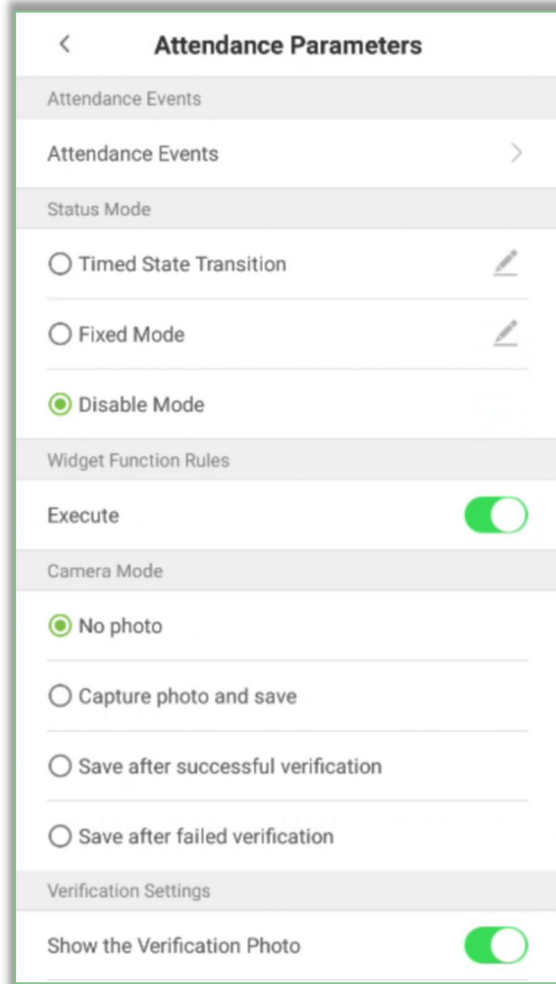 Attendance Parameters
Attendance Events
Attendance Events
Status Mode
Timed State Transition
Fixed Mode
Disable Mode
Widget Function Rules
Execute
Camera Mode
No photo
Capture photo and save
Save after successful verification
Save after failed verification
Verification Settings
Show the Verification Photo